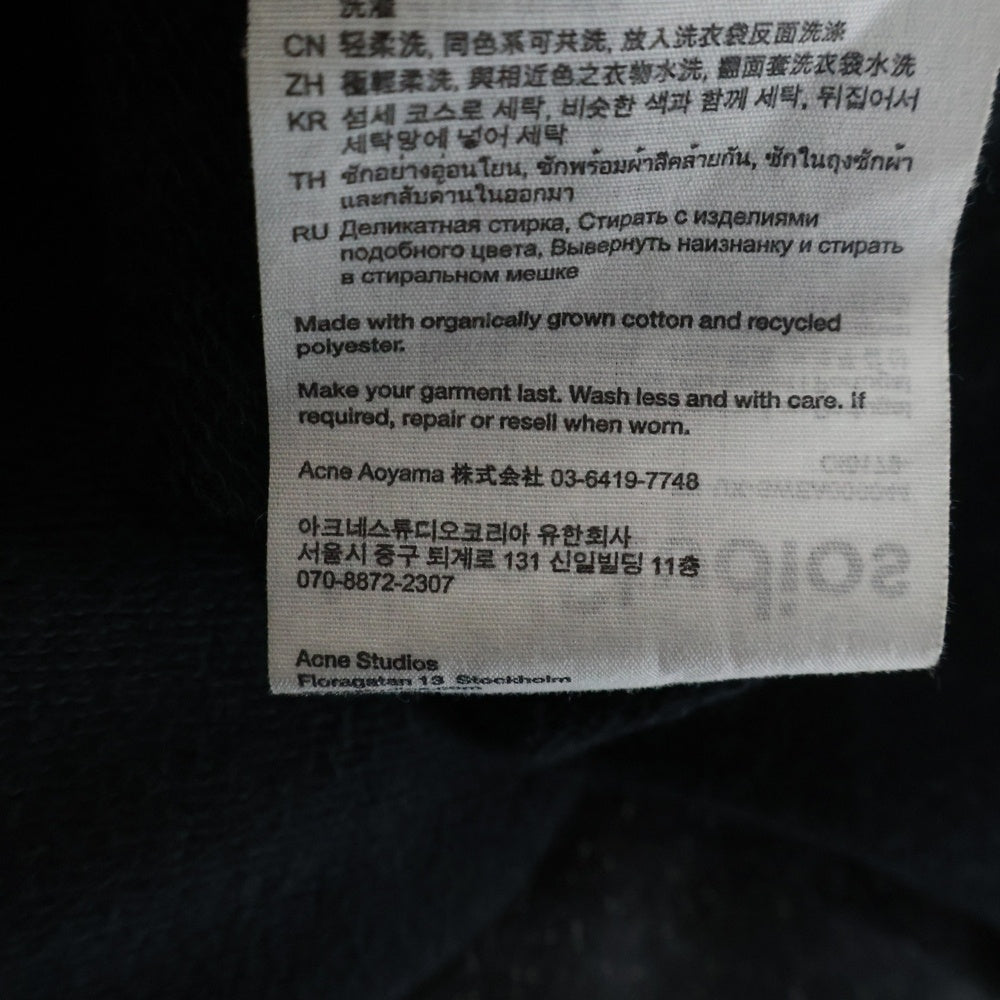 洗濯
CN 轻柔洗, 同色系可共洗, 放入洗衣袋反面洗涤
ZH 極輕柔洗, 與相近色之衣物水洗, 翻面套洗衣袋水洗
KR 섬세 코스로 세탁, 비슷한 색과 함께 세탁, 뒤집어서
세탁망에 넣어 세탁
TH ซักอย่างอ่อนโยน, ซักพร้อมผ้าสีคล้ายกัน, ซักในถุงซักผ้า
และกลับด้านในออกมา
RU Деликатная стирка, Стирать с изделиями
подобного цвета, Вывернуть наизнанку и стирать
в стиральном мешке
Made with organically grown cotton and recycled
polyester.
Make your garment last. Wash less and with care. If
required, repair or resell when worn.
Acne Aoyama 株式会社 03-6419-7748
아크네스튜디오코리아 유한회사
서울시 중구 퇴계로 131 신일빌딩 11층
070-8872-2307
Acne Studios
Floragatan 13 Stockholm